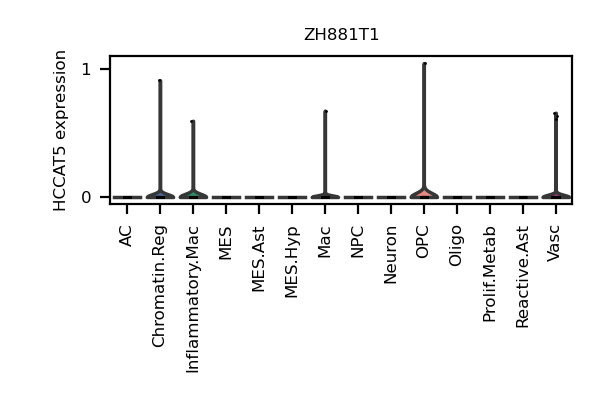 ZH881T1
HCCAT5 expression
1
0
AC
Chromatin.Reg
Inflammatory.Mac
MES
MES.Ast
MES.Hyp
Mac
NPC
Neuron
OPC
Oligo
Prolif.Metab
Reactive.Ast
Vasc